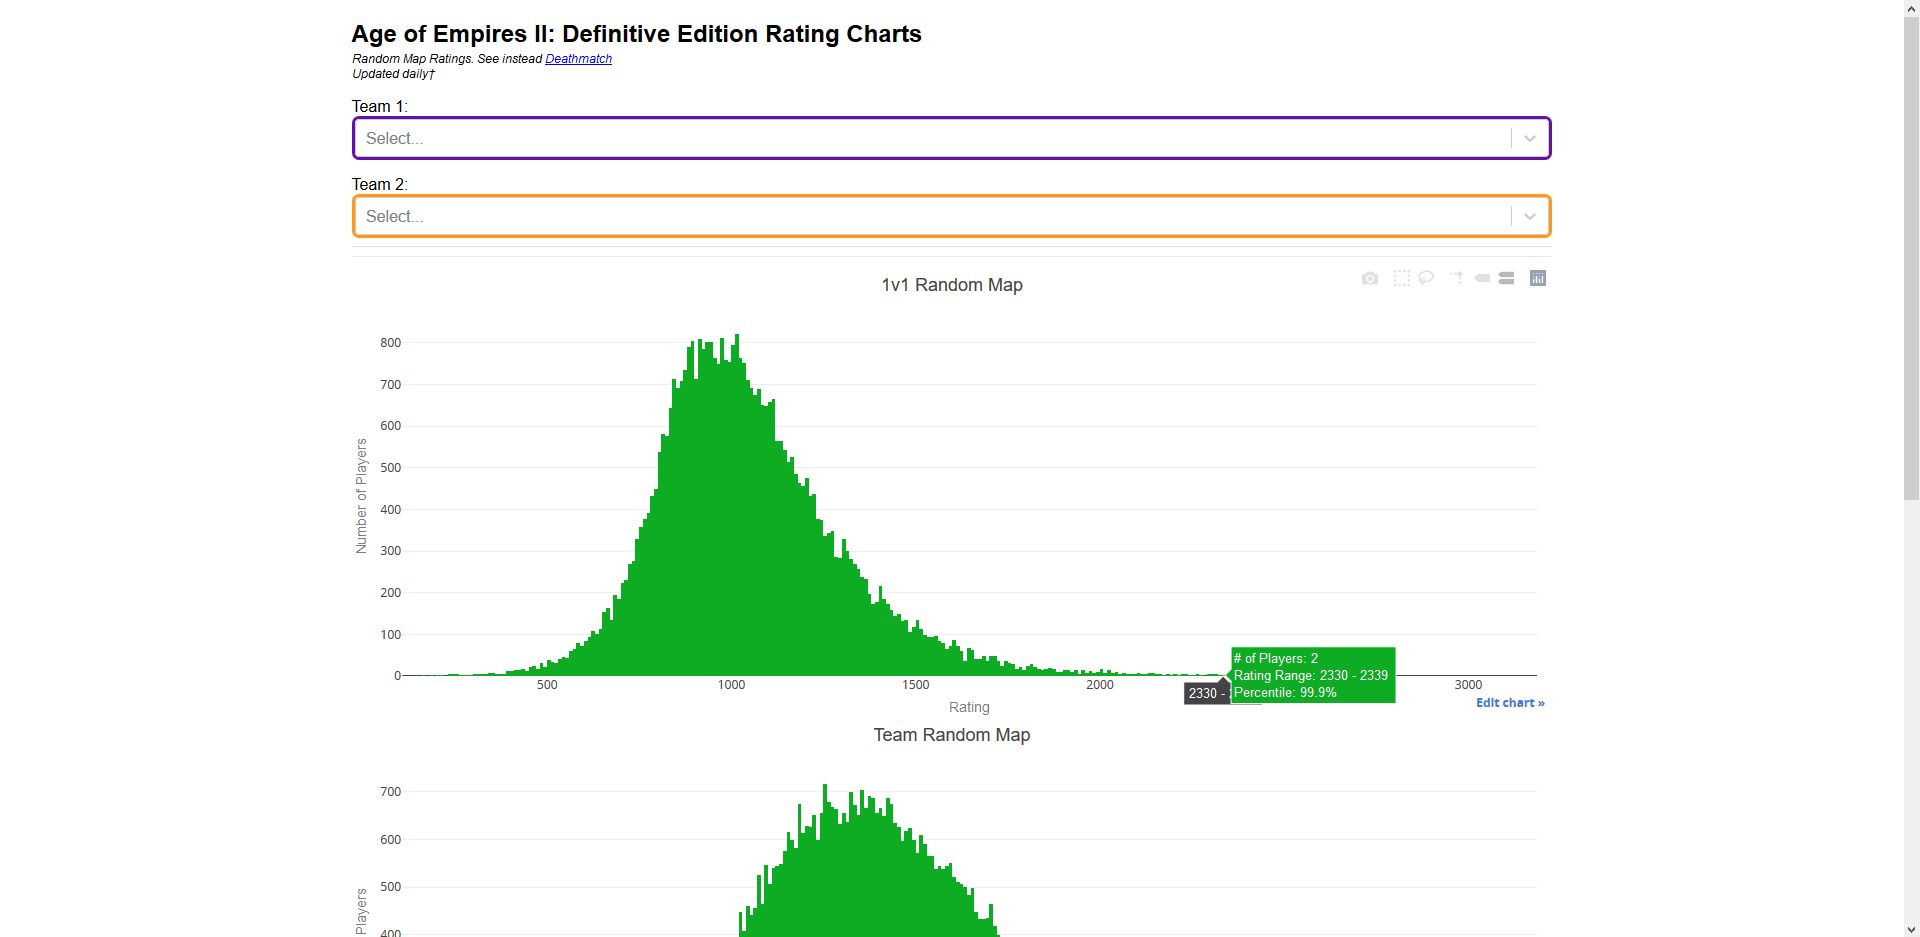 Age of Empires II: Definitive Edition Rating Charts
Random Map Ratings. See instead Deathmatch
Updated daily†
Team 1:
Select...
Team 2:
Select...
1v1 Random Map
800
700
600
500
400
300
200
100
0
Number of Players
500
1000
1500
2000
3000
# of Players: 2
Rating Range: 2330 - 2339
Percentile: 99.9%
2330 -
Rating
Edit chart »
Team Random Map
700
600
500
400
Players